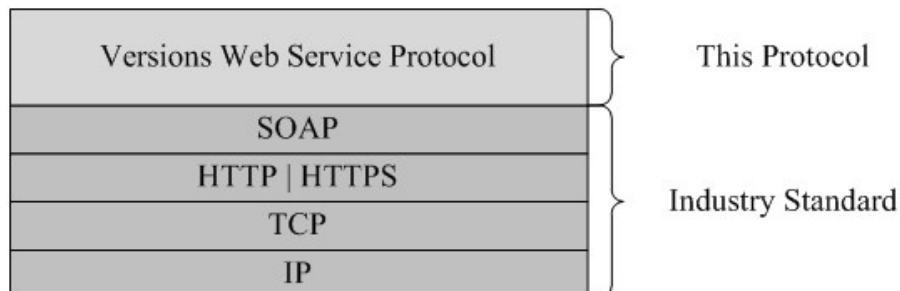 Versions Web Service Protocol
This Protocol
SOAP
HTTP | HTTPS
TCP
IP
Industry Standard